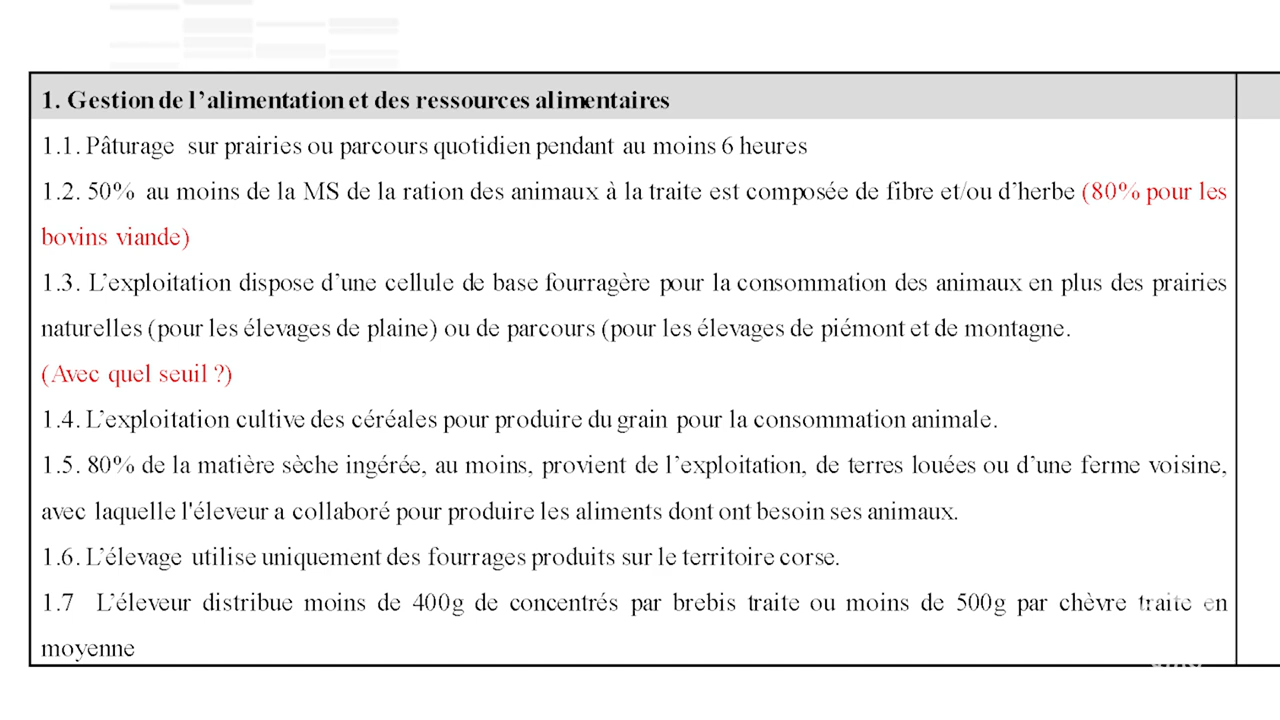 1. Gestion de l’alimentation et des ressources alimentaires
1.1. Pâturage sur prairies ou parcours quotidien pendant au moins 6 heures
1.2. 50% au moins de la MS de la ration des animaux à la traite est composée de fibre et/ou d’herbe (80% pour les
bovins viande)
1.3. L’exploitation dispose d’une cellule de base fourragère pour la consommation des animaux en plus des prairies
naturelles (pour les élevages de plaine) ou de parcours (pour les élevages de piémont et de montagne.
(Avec quel seuil ?)
1.4. L’exploitation cultive des céréales pour produire du grain pour la consommation animale.
1.5. 80% de la matière sèche ingérée, au moins, provient de l’exploitation, de terres louées ou d’une ferme voisine,
avec laquelle l'éleveur a collaboré pour produire les aliments dont ont besoin ses animaux.
1.6. L’élevage utilise uniquement des fourrages produits sur le territoire corse.
1.7 L’éleveur distribue moins de 400g de concentrés par brebis traite ou moins de 500g par chèvre traite en
moyenne